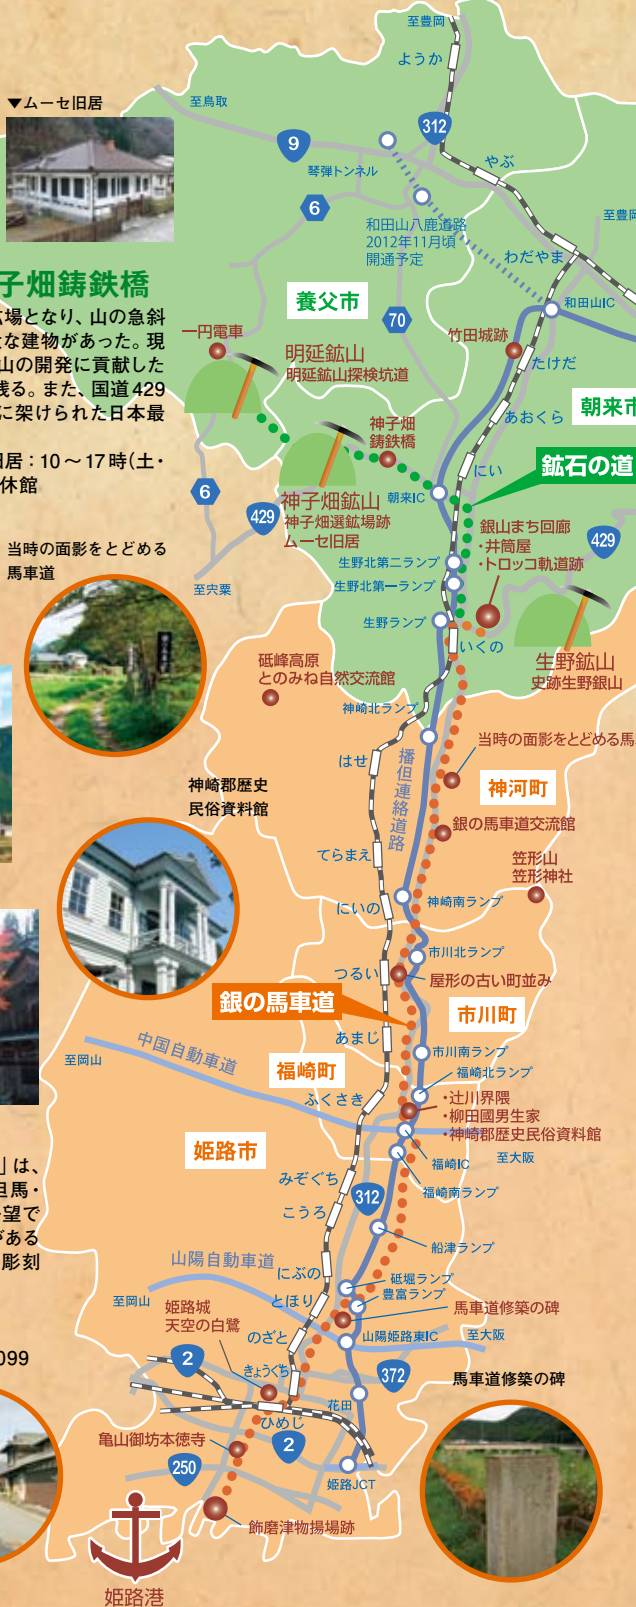 至豊岡
ようか
▼ムーセ旧居
至鳥取
312
9
琴弾トンネル
やぶ
6
和田山八鹿道路
2012年11月頃
開通予定
至豊岡
わだやま
子畑鋳鉄橋
広場となり、山の急斜
な建物があった。現
山の開発に貢献した
残る。また、国道429
に架けられた日本最
旧居：10～17時(土・
休館
養父市
和田山IC
70
一円電車
明延鉱山
明延鉱山探検坑道
竹田城跡
たけだ
朝来市
あおくら
神子畑
鋳鉄橋
にい
鉱石の道
6
429
神子畑鉱山
神子畑選鉱場跡
ムーセ旧居
朝来IC
銀山まち回廊
・井筒屋
・トロッコ軌道跡
429
至宍粟
当時の面影をとどめる
馬車道
生野北第二ランプ
生野北第一ランプ
生野ランプ
いくの
生野鉱山
史跡生野銀山
砥峰高原
とのみね自然交流館
神崎北ランプ
当時の面影をとどめる馬
はせ
播但連絡道路
神河町
神崎郡歴史
民俗資料館
銀の馬車道交流館
てらまえ
笠形山
笠形神社
にいの
神崎南ランプ
市川北ランプ
つるい
屋形の古い町並み
銀の馬車道
市川町
あまじ
中国自動車道
至岡山
市川南ランプ
福崎町
福崎北ランプ
ふくさき
・辻川界隈
・柳田國男生家
・神崎郡歴史民俗資料館
姫路市
福崎IC
至大阪
みぞぐち
福崎南ランプ
」は、
但馬・
望で
がある
彫刻
312
こうろ
船津ランプ
山陽自動車道
にぶの
砥堀ランプ
至岡山
とほり
豊富ランプ
姫路城
天空の白鷺
馬車道修築の碑
のざと
山陽姫路東IC
至大阪
099
2
きょうぐち
372
馬車道修築の碑
花田
ひめじ
亀山御坊本徳寺
2
250
姫路JCT
飾磨津物揚場跡
姫路港